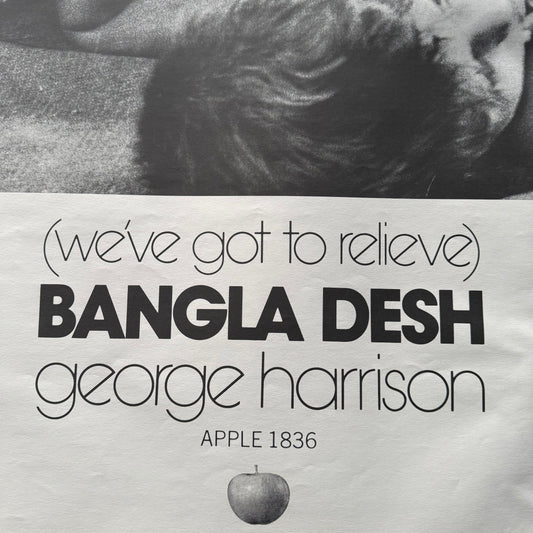 (we've got to relieve)
BANGLA DESH
george harrison
APPLE 1836